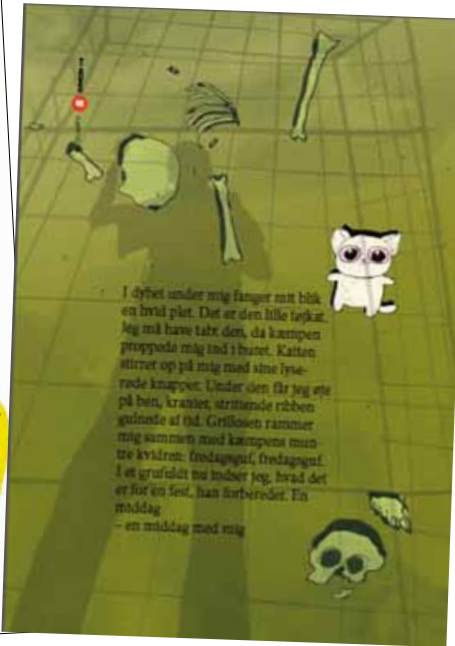 I dybet under mig fanger mit blik
en hvid plet. Det er den lille tøjkat.
Jeg må have tabt den, da kæmpen
proppede mig ind i buret. Katten
stirrer op på mig med sine lyse-
røde knapper. Under den får jeg øje
på ben, kranier, strittende ribben
gulnede af tid. Grillosen rammer
mig sammen med kæmpens mun-
tre kvidren: fredagsguf, fredagsguf.
I et grufuldt nu indser jeg, hvad det
er for en fest, han forbereder. En
middag
– en middag med mig